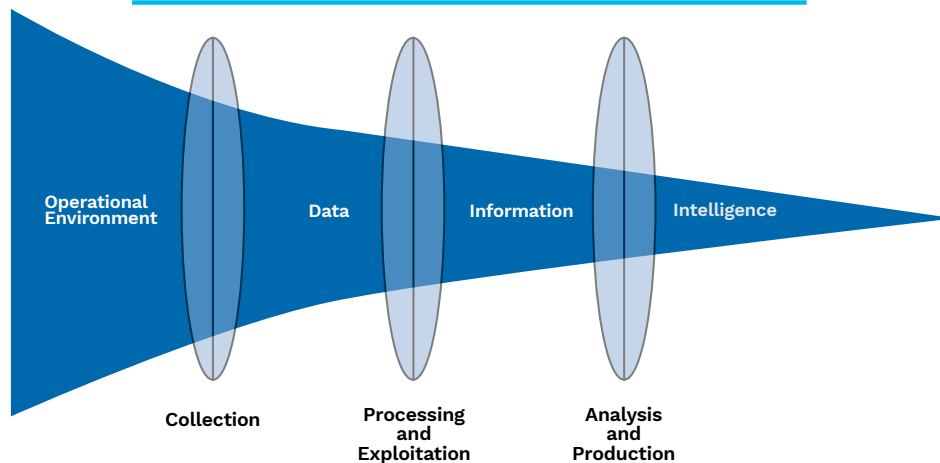 Operational
Environment
Data
Information
Intelligence
Collection
Processing
and
Exploitation
Analysis
and
Production